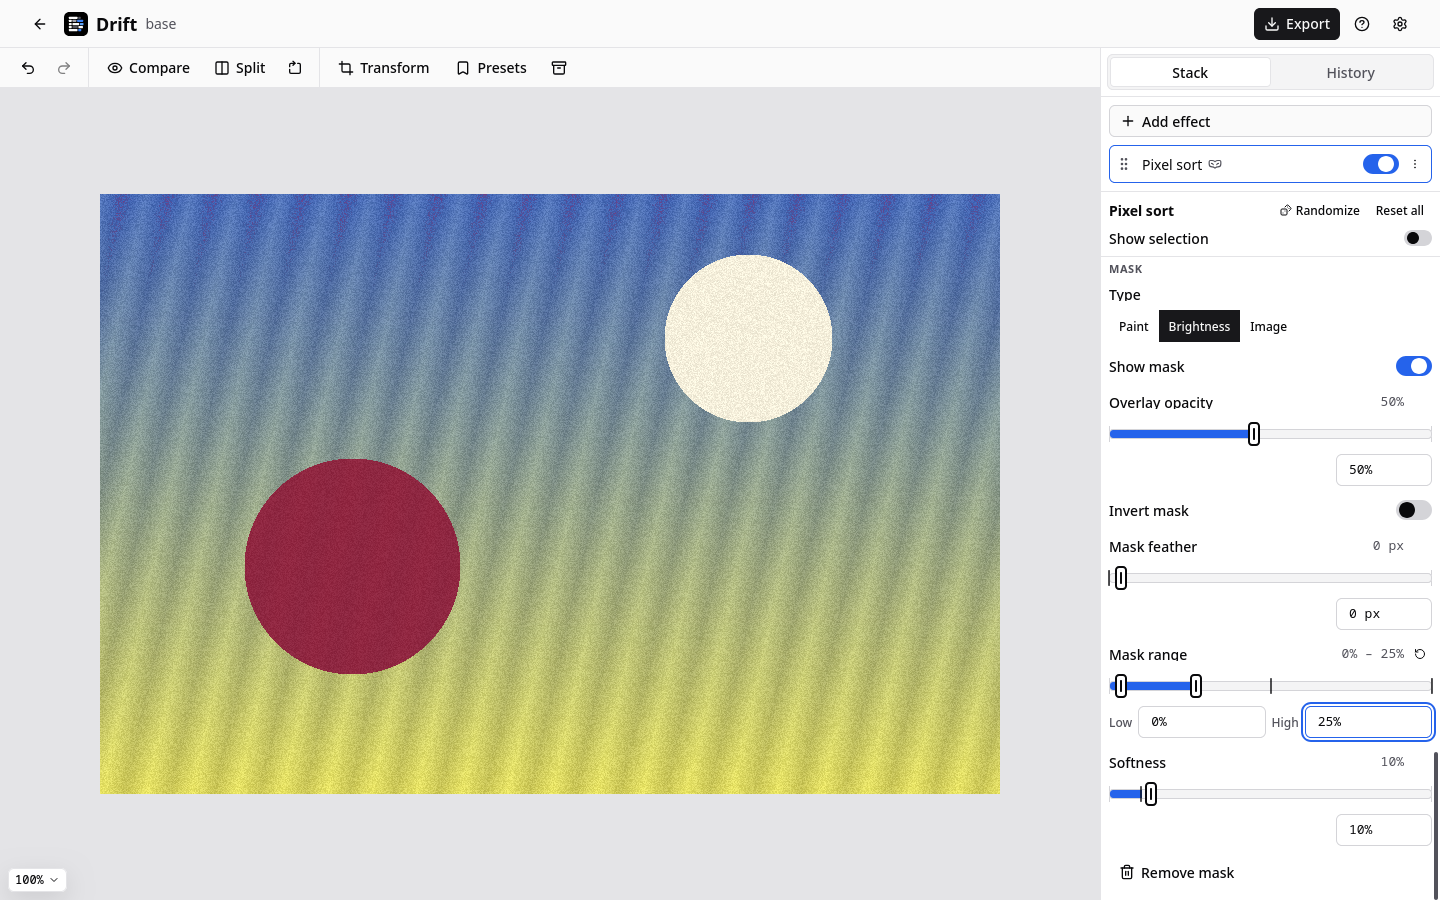 Drift base
Export
Compare Split Transform Presets
Stack History
Add effect
Pixel sort
Pixel sort Randomize Reset all
Show selection
MASK
Type
Paint Brightness Image
Show mask
Overlay opacity 50%
50%
Invert mask
Mask feather 0 px
0 px
Mask range 0% – 25%
Low 0% High 25%
Softness 10%
10%
Remove mask
100%